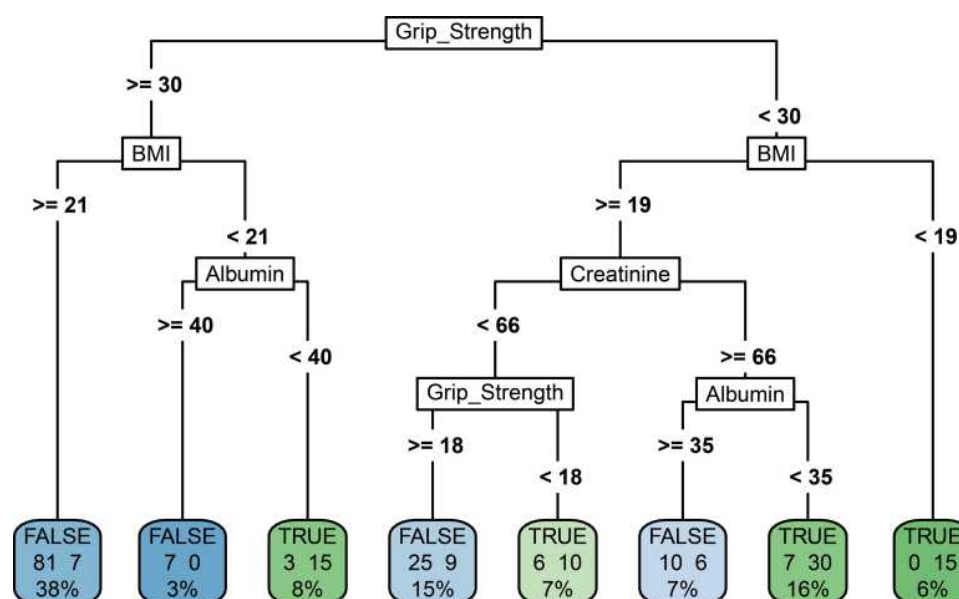 Grip_Strength
>= 30
< 30
BMI
BMI
>= 21
< 21
>= 19
< 19
Albumin
Creatinine
>= 40
< 40
< 66
>= 66
Grip_Strength
Albumin
>= 18
< 18
>= 35
< 35
FALSE
81 7
38%
FALSE
7 0
3%
TRUE
3 15
8%
FALSE
25 9
15%
TRUE
6 10
7%
FALSE
10 6
7%
TRUE
7 30
16%
TRUE
0 15
6%